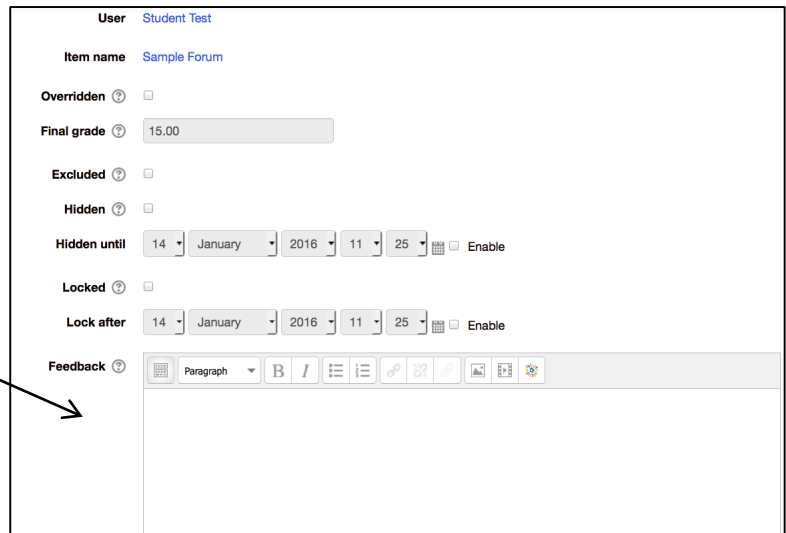 User Student Test
Item name Sample Forum
Overridden
Final grade 15.00
Excluded
Hidden
Hidden until 14 January 2016 11 25 Enable
Locked
Lock after 14 January 2016 11 25 Enable
Feedback Paragraph B I